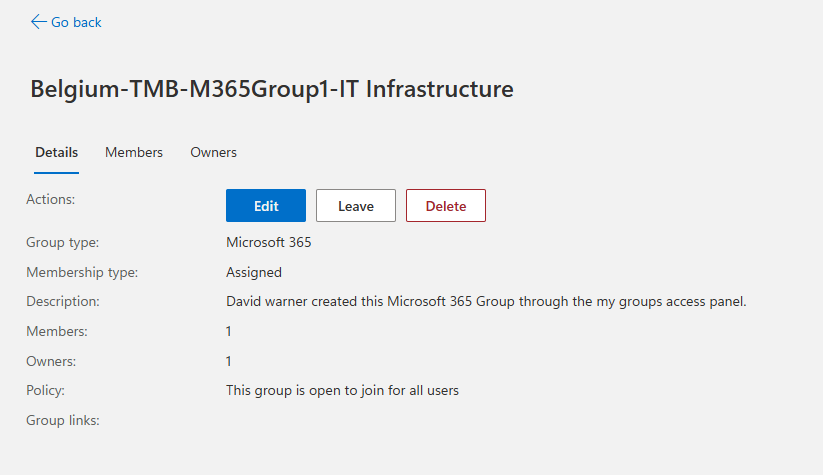 Go back
Belgium-TMB-M365Group1-IT Infrastructure
Details Members Owners
Actions: Edit Leave Delete
Group type: Microsoft 365
Membership type: Assigned
Description: David warner created this Microsoft 365 Group through the my groups access panel.
Members: 1
Owners: 1
Policy: This group is open to join for all users
Group links: